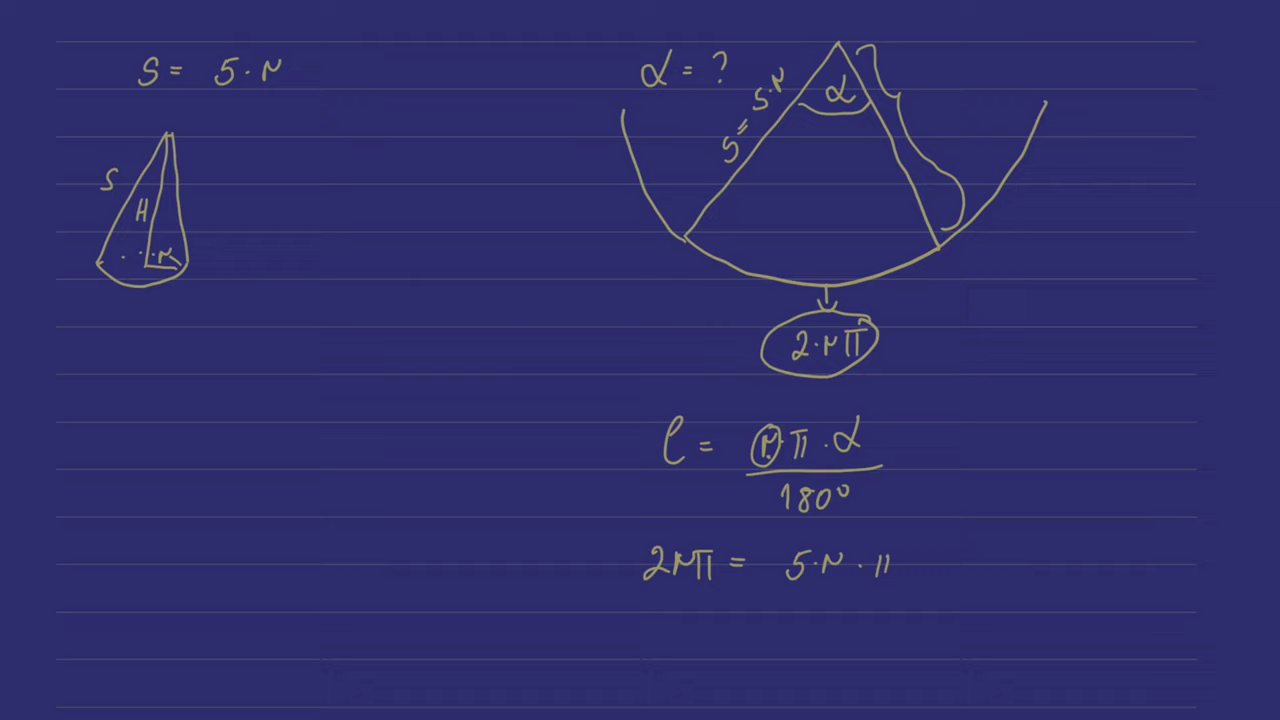 S = 5·r
S
H
r
α = ?
S = 5·r
α
2·rπ
l = r·π·α
180°
2rπ = 5·r·π